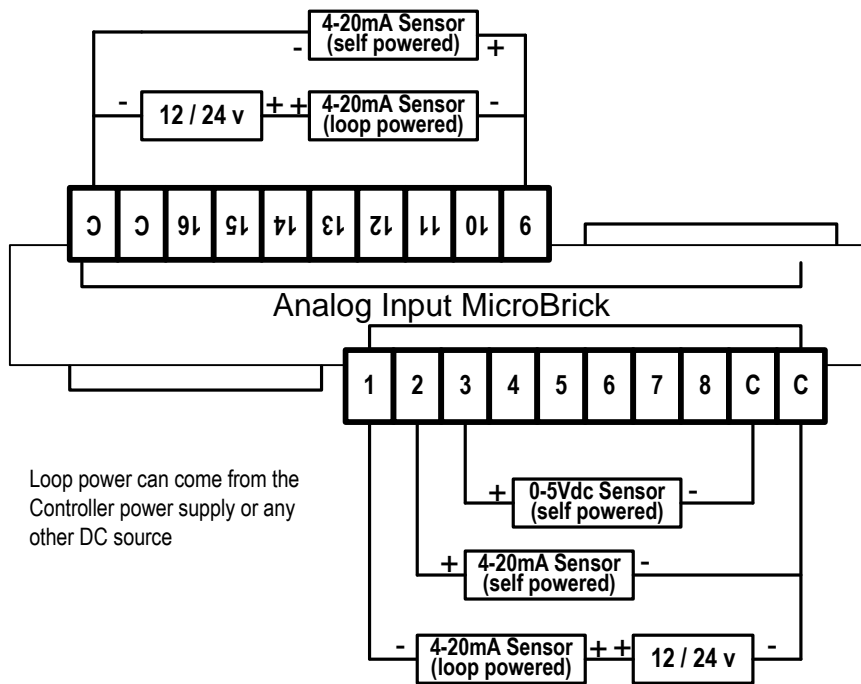 4-20mA Sensor
(self powered)
- +
- 12 / 24 v + + 4-20mA Sensor -
(loop powered)
C C 16 15 14 13 12 11 10 9
Analog Input MicroBrick
1 2 3 4 5 6 7 8 C C
Loop power can come from the
Controller power supply or any
other DC source
+ 0-5Vdc Sensor -
(self powered)
+ 4-20mA Sensor -
(self powered)
- 4-20mA Sensor + + 12 / 24 v -
(loop powered)